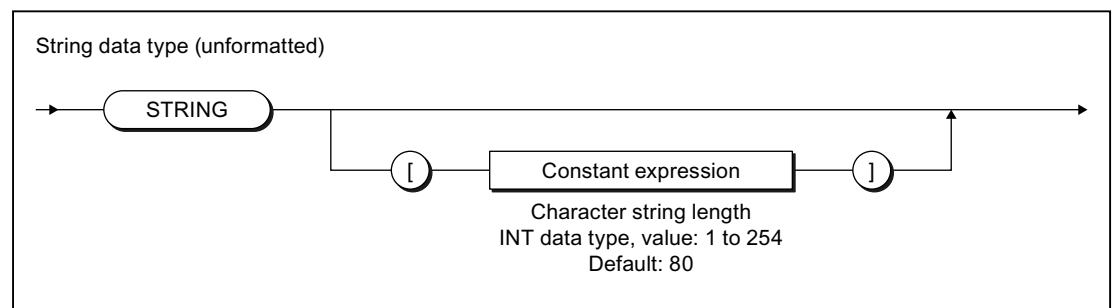 String data type (unformatted)
STRING
[
Constant expression
]
Character string length
INT data type, value: 1 to 254
Default: 80